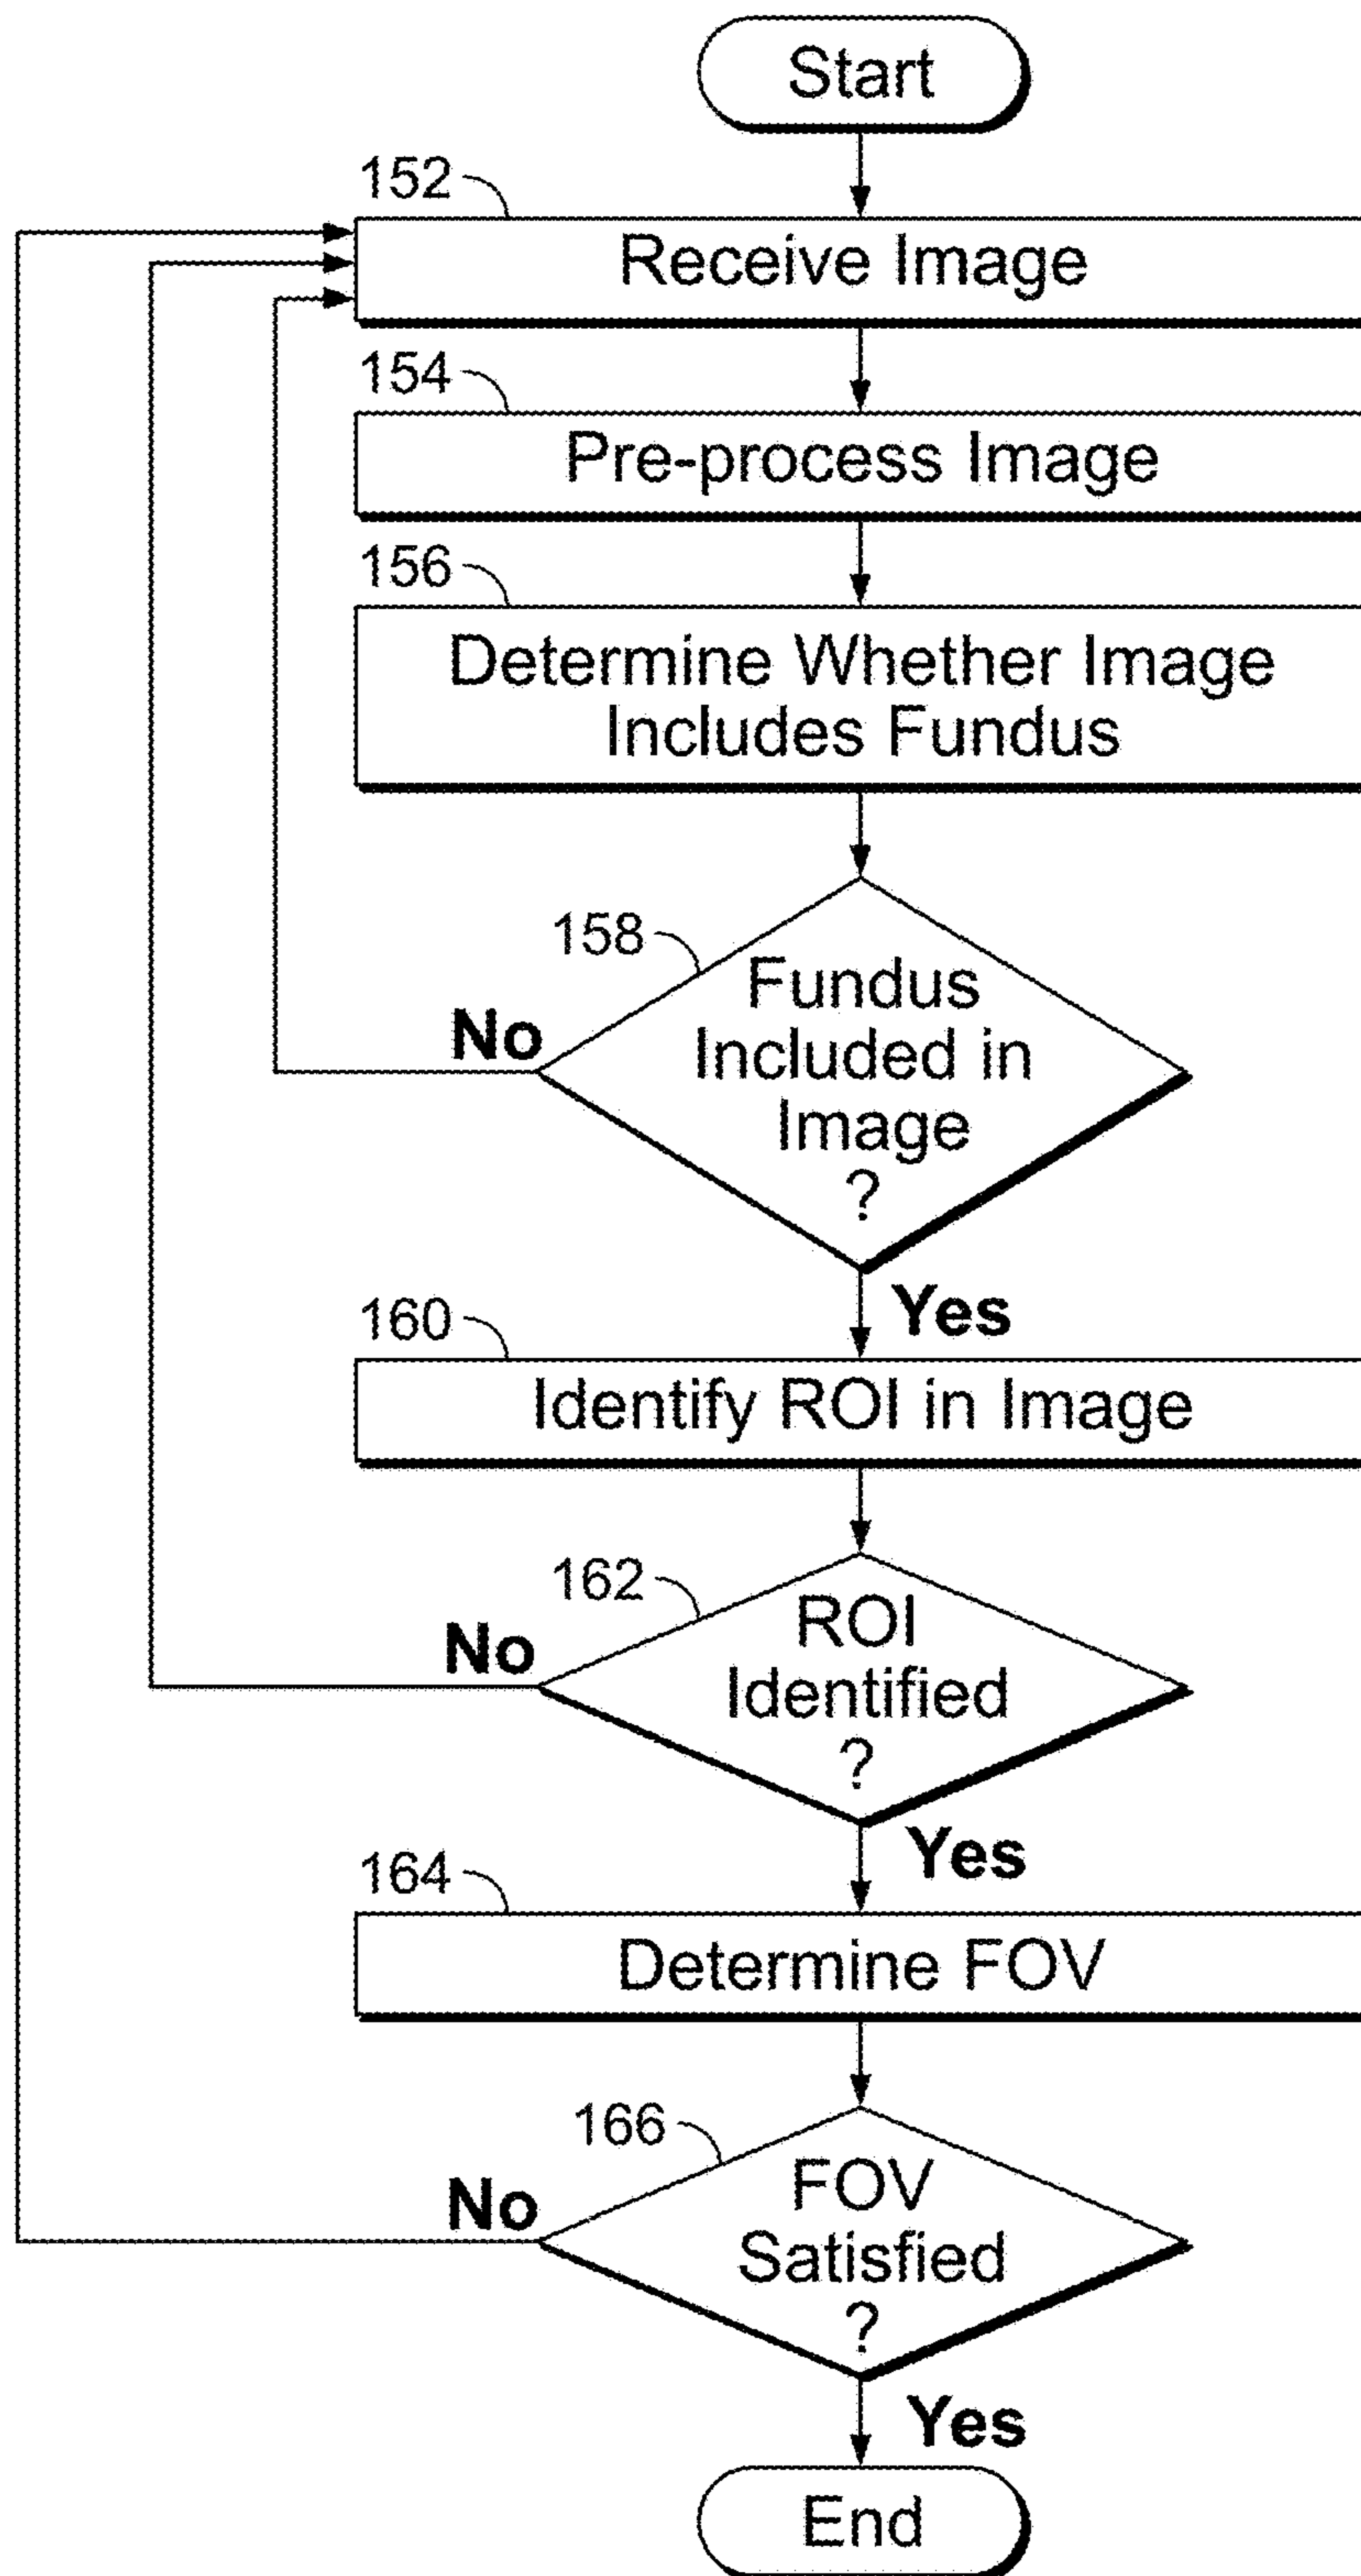 Start
152
Receive Image
154
Pre-process Image
156
Determine Whether Image
Includes Fundus
158
Fundus
Included in
Image
?
No
Yes
160
Identify ROI in Image
162
ROI
Identified
?
No
Yes
164
Determine FOV
166
FOV
Satisfied
?
No
Yes
End